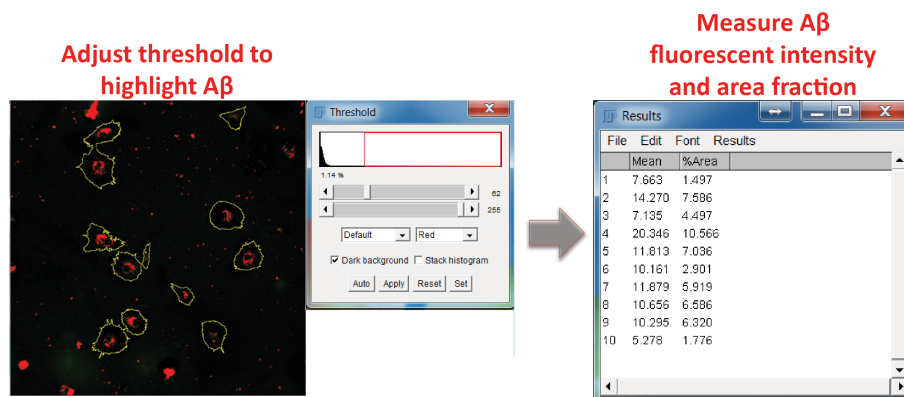 Adjust threshold to
highlight Aβ
Measure Aβ
fluorescent intensity
and area fraction
Threshold
1.14 %
62
255
Default Red
Dark background Stack histogram
Auto Apply Reset Set
Results
File Edit Font Results
Mean %Area
1 7.663 1.497
2 14.270 7.586
3 7.135 4.497
4 20.346 10.566
5 11.813 7.036
6 10.161 2.901
7 11.879 5.919
8 10.656 6.586
9 10.295 6.320
10 5.278 1.776